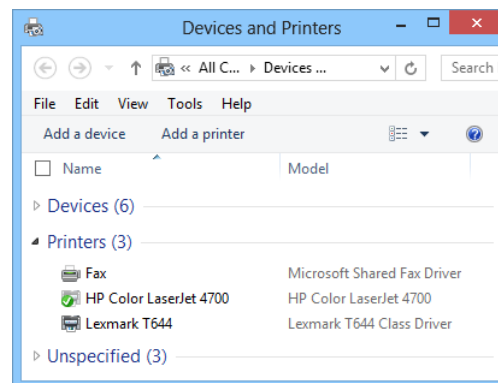 Devices and Printers
« All C... Devices ... Search
File Edit View Tools Help
Add a device Add a printer
Name Model
Devices (6)
Printers (3)
Fax Microsoft Shared Fax Driver
HP Color LaserJet 4700 HP Color LaserJet 4700
Lexmark T644 Lexmark T644 Class Driver
Unspecified (3)